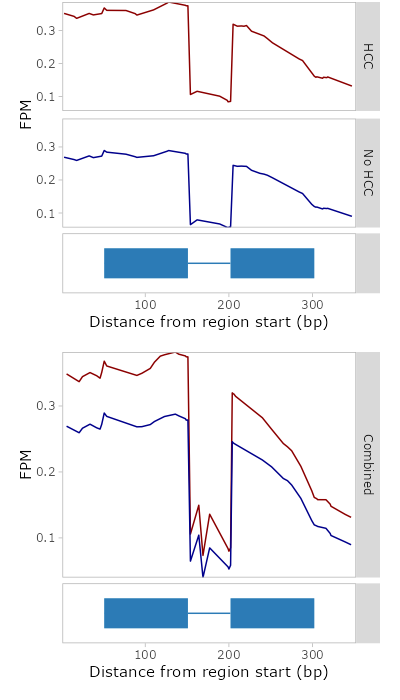 FPM
0.3
0.2
0.1
HCC
0.3
0.2
0.1
No HCC
100
200
300
Distance from region start (bp)
FPM
0.3
0.2
0.1
Combined
100
200
300
Distance from region start (bp)